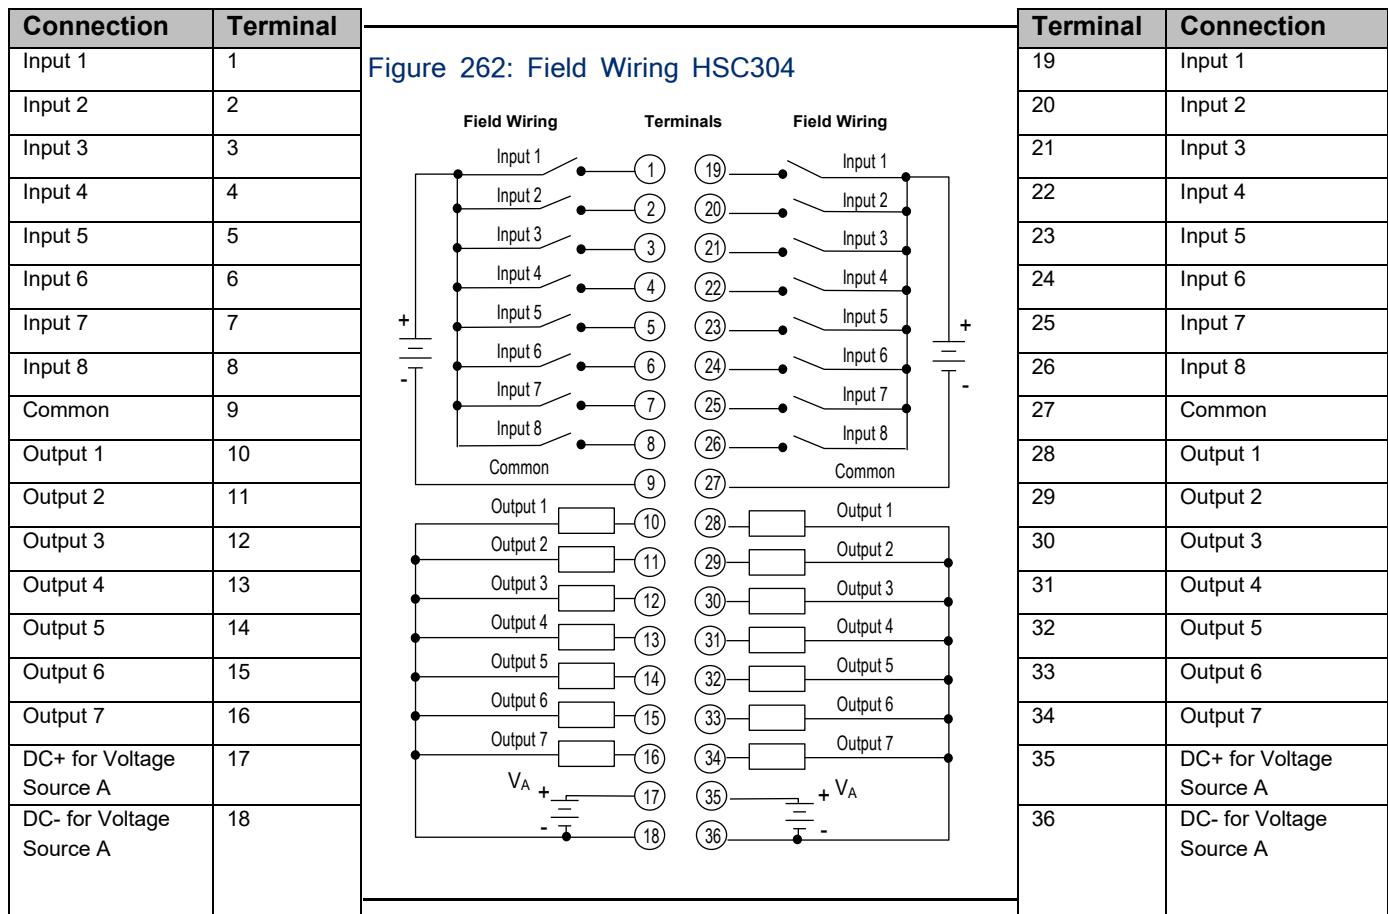 Connection Terminal
Input 1 1
Input 2 2
Input 3 3
Input 4 4
Input 5 5
Input 6 6
Input 7 7
Input 8 8
Common 9
Output 1 10
Output 2 11
Output 3 12
Output 4 13
Output 5 14
Output 6 15
Output 7 16
DC+ for Voltage 17
Source A
DC- for Voltage 18
Source A
Figure 262: Field Wiring HSC304
Field Wiring Terminals Field Wiring
Input 1 1 19 Input 1
Input 2 2 20 Input 2
Input 3 3 21 Input 3
Input 4 4 22 Input 4
Input 5 5 23 Input 5
+ +
Input 6 6 24 Input 6
- -
Input 7 7 25 Input 7
Input 8 8 26 Input 8
Common 9 27 Common
Output 1 10 28 Output 1
Output 2 11 29 Output 2
Output 3 12 30 Output 3
Output 4 13 31 Output 4
Output 5 14 32 Output 5
Output 6 15 33 Output 6
Output 7 16 34 Output 7
VA + 17 35 + VA
- 18 36 -
Terminal Connection
19 Input 1
20 Input 2
21 Input 3
22 Input 4
23 Input 5
24 Input 6
25 Input 7
26 Input 8
27 Common
28 Output 1
29 Output 2
30 Output 3
31 Output 4
32 Output 5
33 Output 6
34 Output 7
35 DC+ for Voltage
Source A
36 DC- for Voltage
Source A